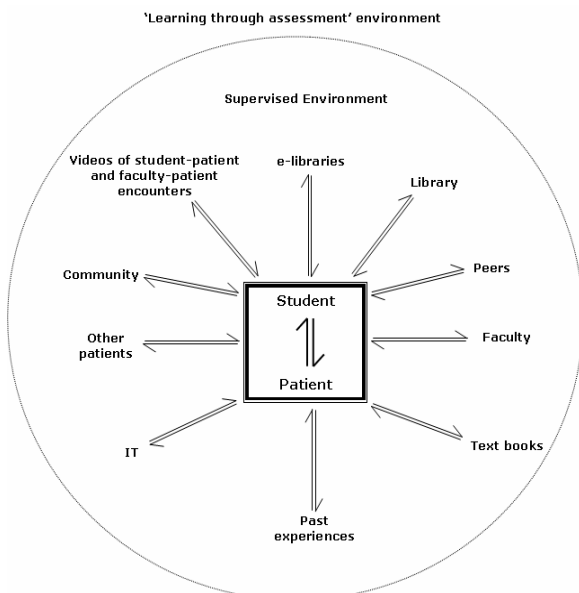 ‘Learning through assessment’ environment
Supervised Environment
Videos of student-patient
and faculty-patient
encounters
e-libraries
Library
Community
Peers
Student
Other
patients
Faculty
Patient
IT
Text books
Past
experiences